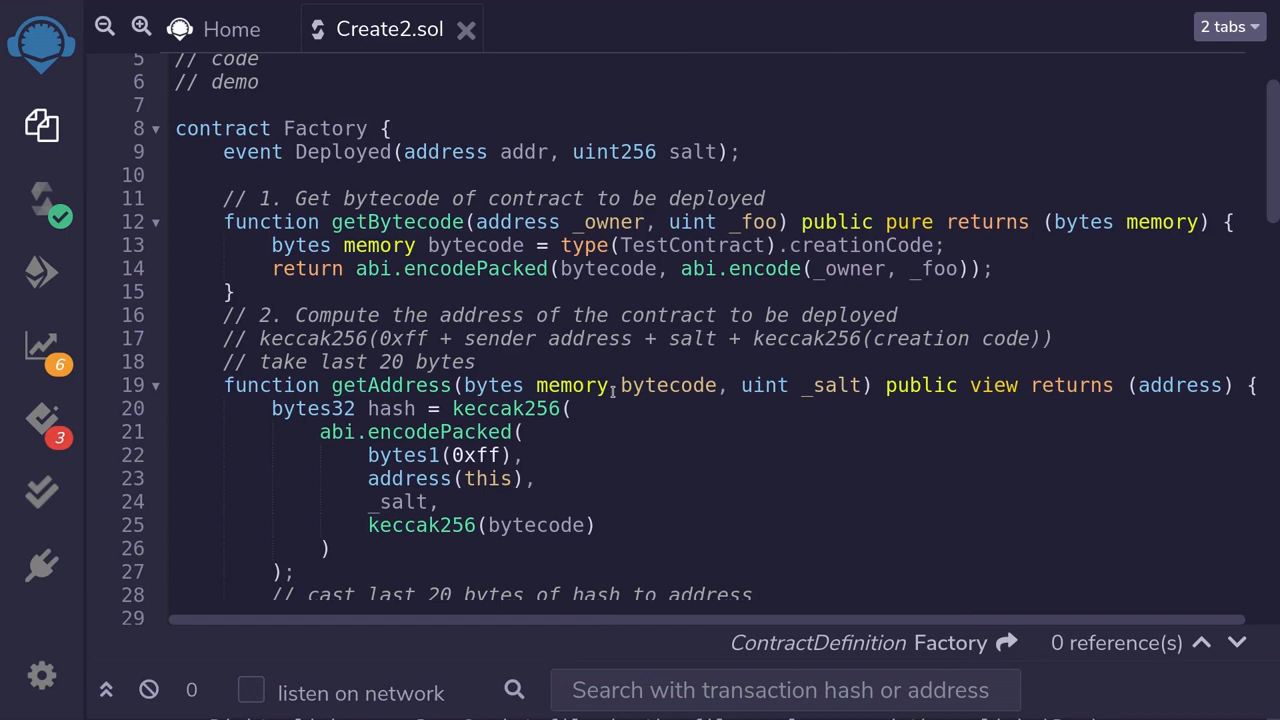 Home
Create2.sol
2 tabs
5 // code
6 // demo
7
8 contract Factory {
9 event Deployed(address addr, uint256 salt);
10
11 // 1. Get bytecode of contract to be deployed
12 function getBytecode(address _owner, uint _foo) public pure returns (bytes memory) {
13 bytes memory bytecode = type(TestContract).creationCode;
14 return abi.encodePacked(bytecode, abi.encode(_owner, _foo));
15 }
16 // 2. Compute the address of the contract to be deployed
17 // keccak256(0xff + sender address + salt + keccak256(creation code))
18 // take last 20 bytes
19 function getAddress(bytes memory bytecode, uint _salt) public view returns (address) {
20 bytes32 hash = keccak256(
21 abi.encodePacked(
22 bytes1(0xff),
23 address(this),
24 _salt,
25 keccak256(bytecode)
26 )
27 );
28 // cast last 20 bytes of hash to address
29
6
3
ContractDefinition Factory
0 reference(s)
0
listen on network
Search with transaction hash or address